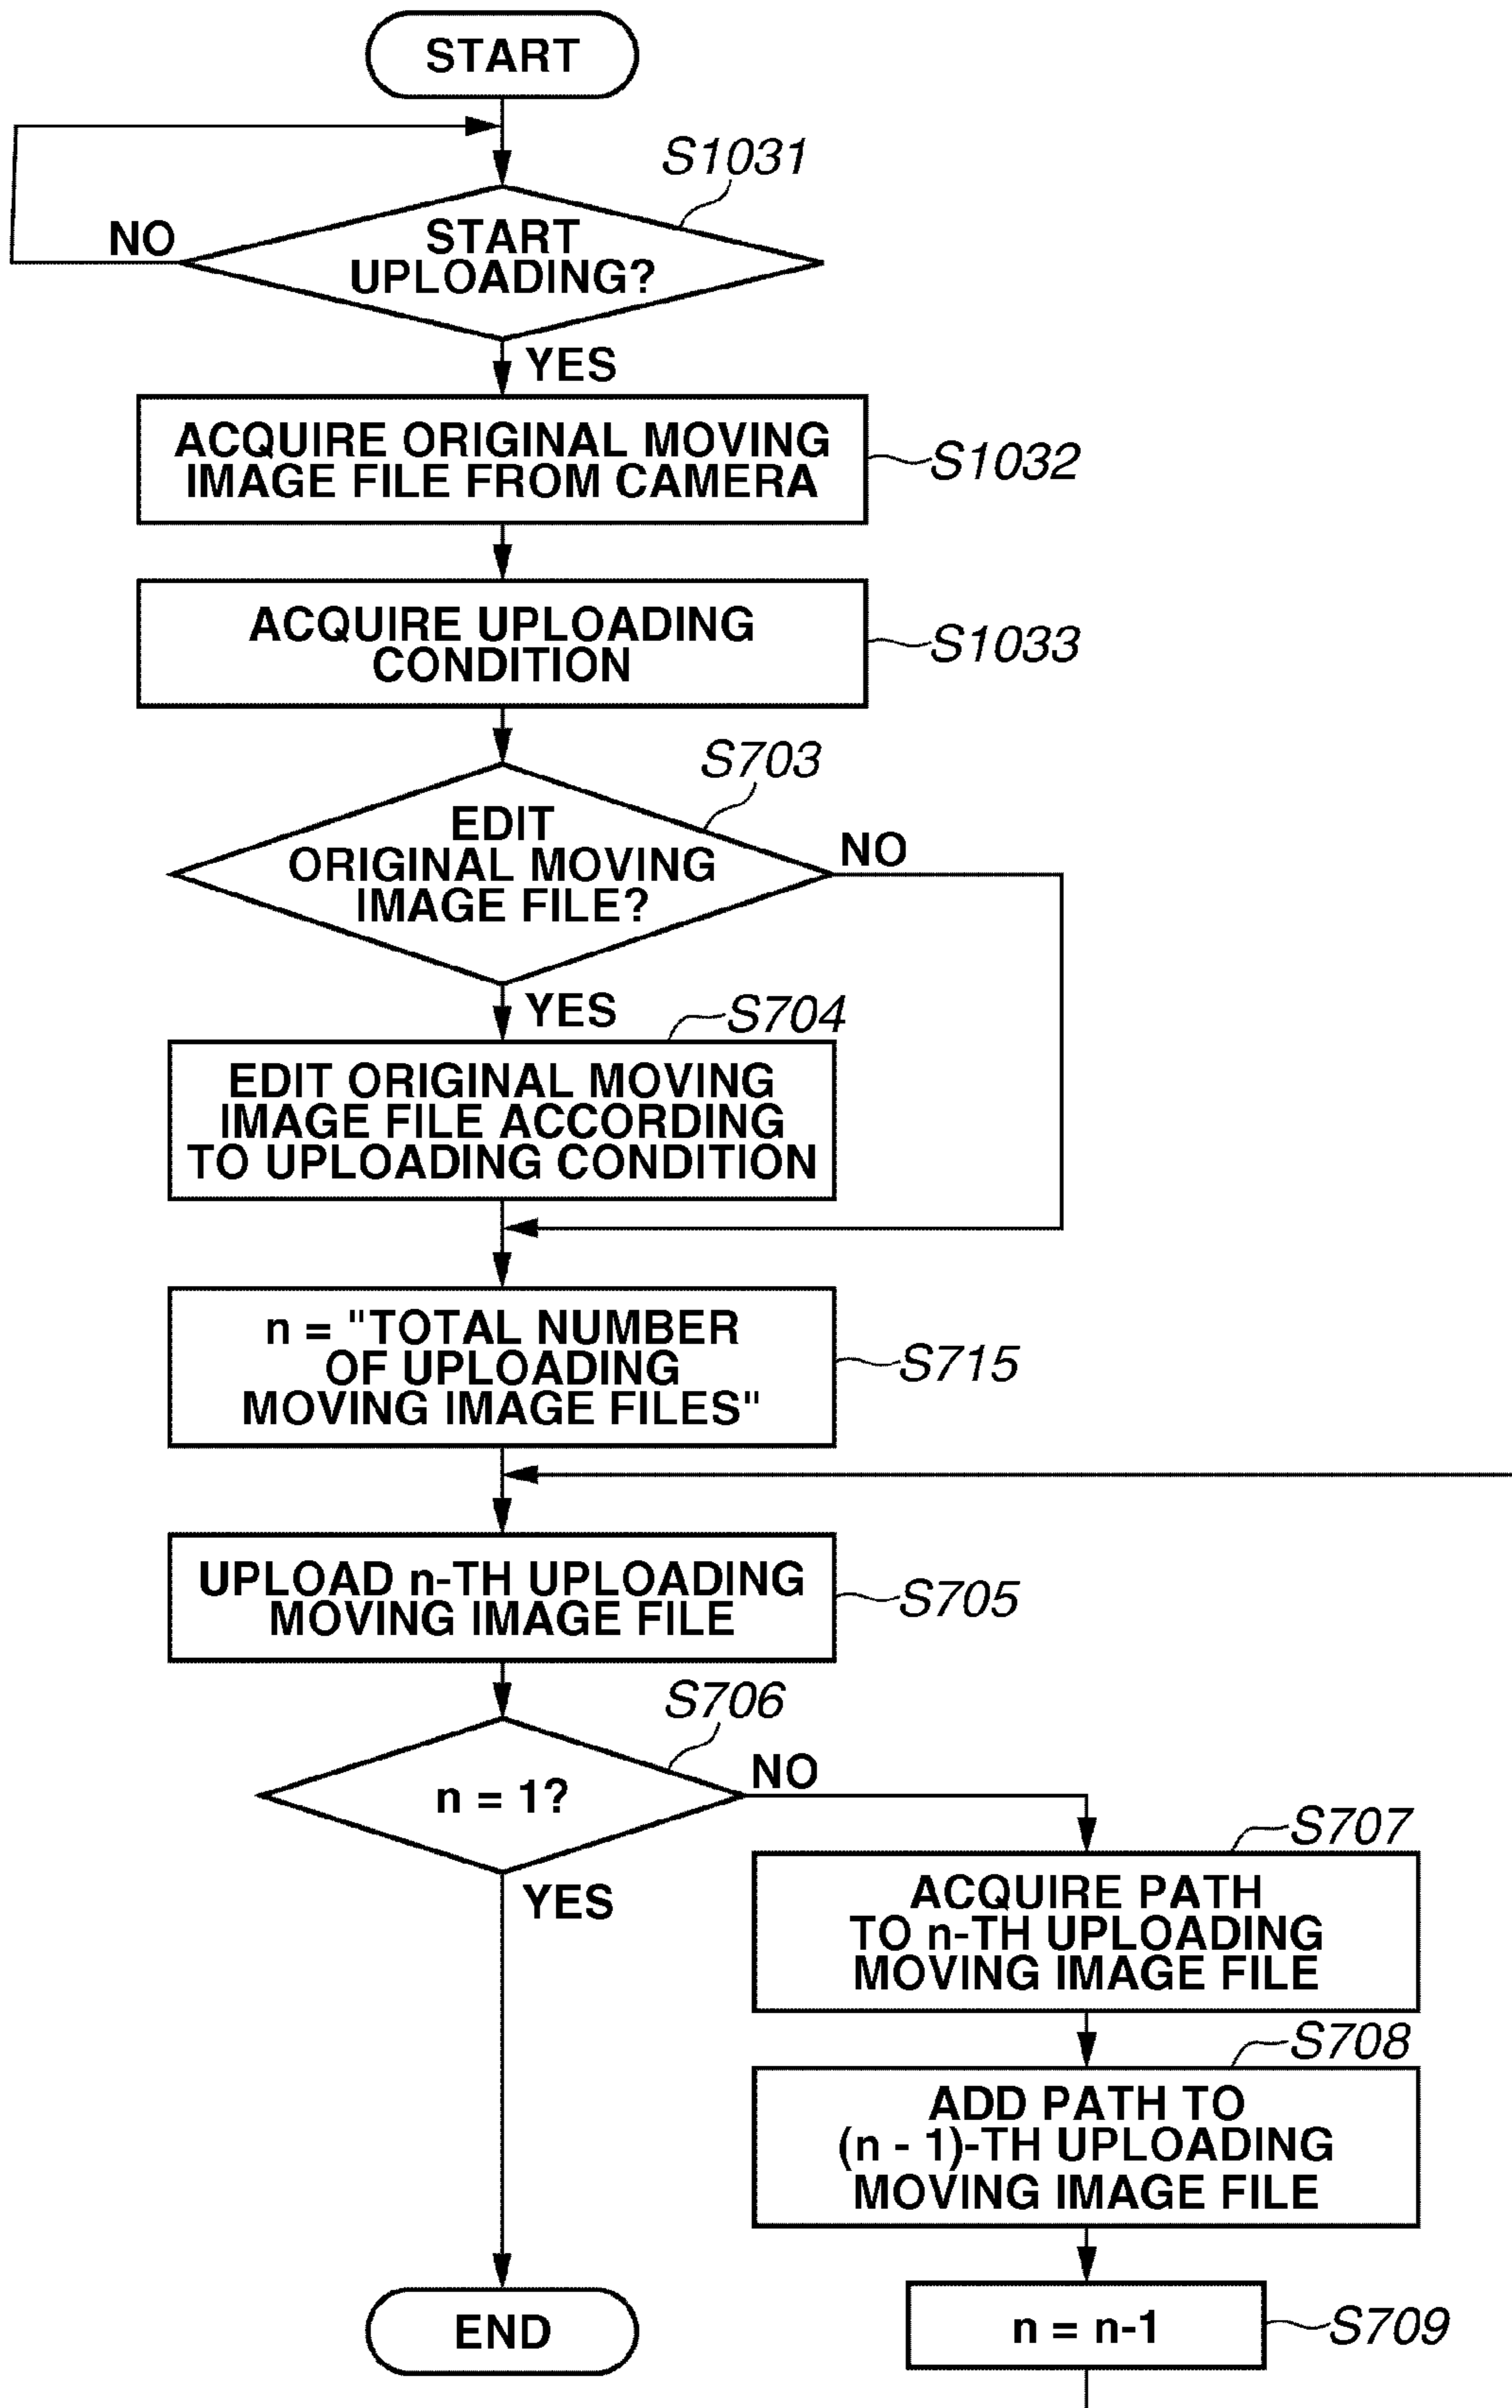 START
S1031
START
UPLOADING?
NO
YES
ACQUIRE ORIGINAL MOVING
IMAGE FILE FROM CAMERA
S1032
ACQUIRE UPLOADING
CONDITION
S1033
S703
EDIT
ORIGINAL MOVING
IMAGE FILE?
NO
YES
S704
EDIT ORIGINAL MOVING
IMAGE FILE ACCORDING
TO UPLOADING CONDITION
n = "TOTAL NUMBER
OF UPLOADING
MOVING IMAGE FILES"
S715
UPLOAD n-TH UPLOADING
MOVING IMAGE FILE
S705
S706
n = 1?
NO
YES
S707
ACQUIRE PATH
TO n-TH UPLOADING
MOVING IMAGE FILE
S708
ADD PATH TO
(n - 1)-TH UPLOADING
MOVING IMAGE FILE
n = n-1
S709
END